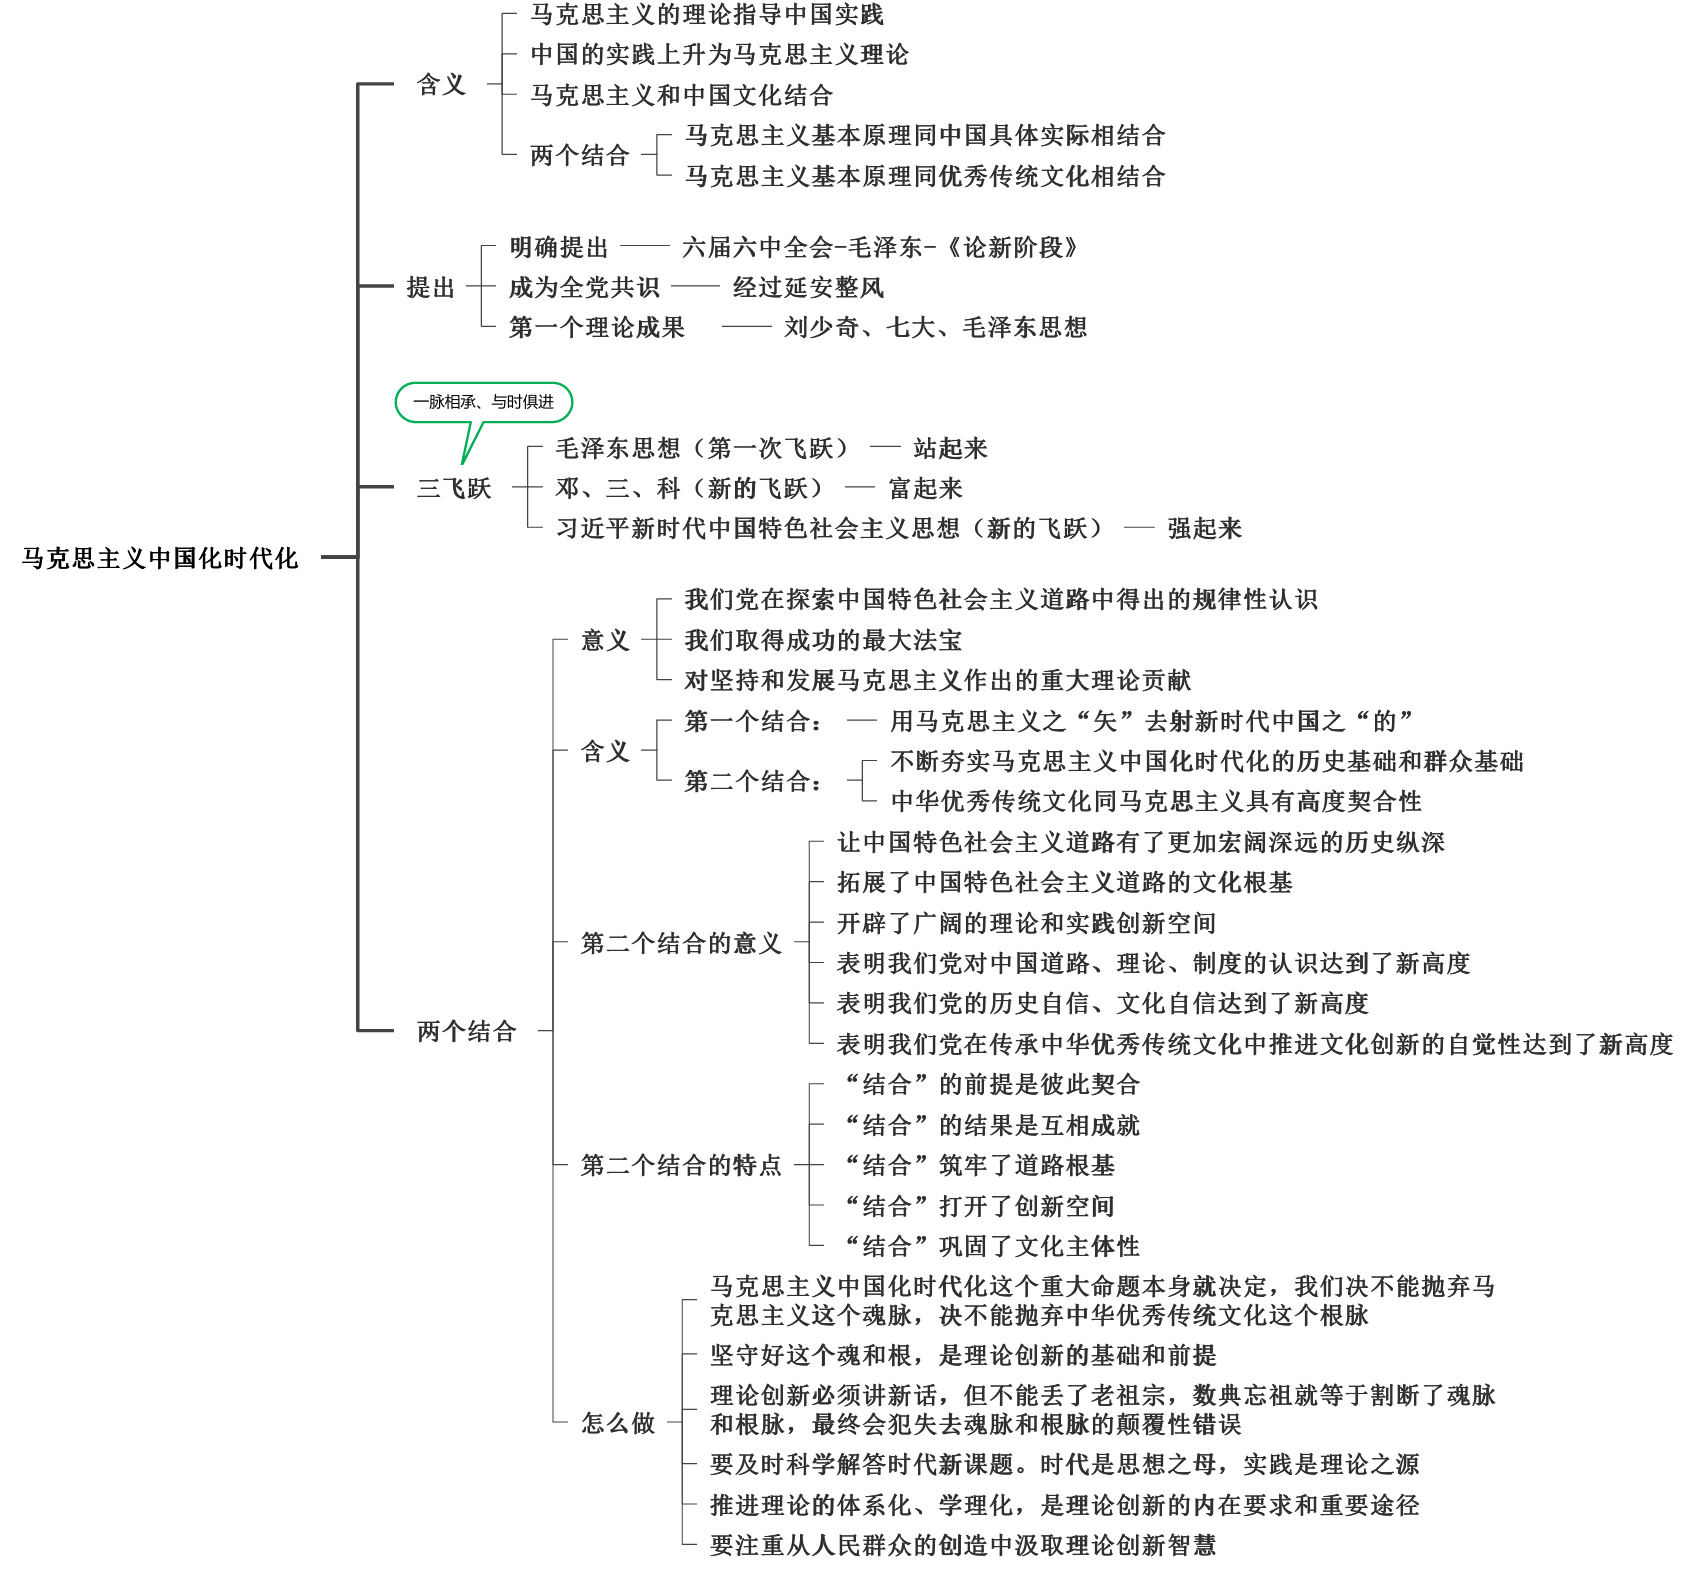 马克思主义中国化时代化
含义
马克思主义的理论指导中国实践
中国的实践上升为马克思主义理论
马克思主义和中国文化结合
两个结合
马克思主义基本原理同中国具体实际相结合
马克思主义基本原理同优秀传统文化相结合
提出
明确提出
六届六中全会-毛泽东-《论新阶段》
成为全党共识
经过延安整风
第一个理论成果
刘少奇、七大、毛泽东思想
一脉相承、与时俱进
三飞跃
毛泽东思想（第一次飞跃）
站起来
邓、三、科（新的飞跃）
富起来
习近平新时代中国特色社会主义思想（新的飞跃）
强起来
两个结合
意义
我们党在探索中国特色社会主义道路中得出的规律性认识
我们取得成功的最大法宝
对坚持和发展马克思主义作出的重大理论贡献
含义
第一个结合：
用马克思主义之“矢”去射新时代中国之“的”
第二个结合：
不断夯实马克思主义中国化时代化的历史基础和群众基础
中华优秀传统文化同马克思主义具有高度契合性
第二个结合的意义
让中国特色社会主义道路有了更加宏阔深远的历史纵深
拓展了中国特色社会主义道路的文化根基
开辟了广阔的理论和实践创新空间
表明我们党对中国道路、理论、制度的认识达到了新高度
表明我们党的历史自信、文化自信达到了新高度
表明我们党在传承中华优秀传统文化中推进文化创新的自觉性达到了新高度
第二个结合的特点
“结合”的前提是彼此契合
“结合”的结果是互相成就
“结合”筑牢了道路根基
“结合”打开了创新空间
“结合”巩固了文化主体性
怎么做
马克思主义中国化时代化这个重大命题本身就决定，我们决不能抛弃马
克思主义这个魂脉，决不能抛弃中华优秀传统文化这个根脉
坚守好这个魂和根，是理论创新的基础和前提
理论创新必须讲新话，但不能丢了老祖宗，数典忘祖就等于割断了魂脉
和根脉，最终会犯失去魂脉和根脉的颠覆性错误
要及时科学解答时代新课题。时代是思想之母，实践是理论之源
推进理论的体系化、学理化，是理论创新的内在要求和重要途径
要注重从人民群众的创造中汲取理论创新智慧